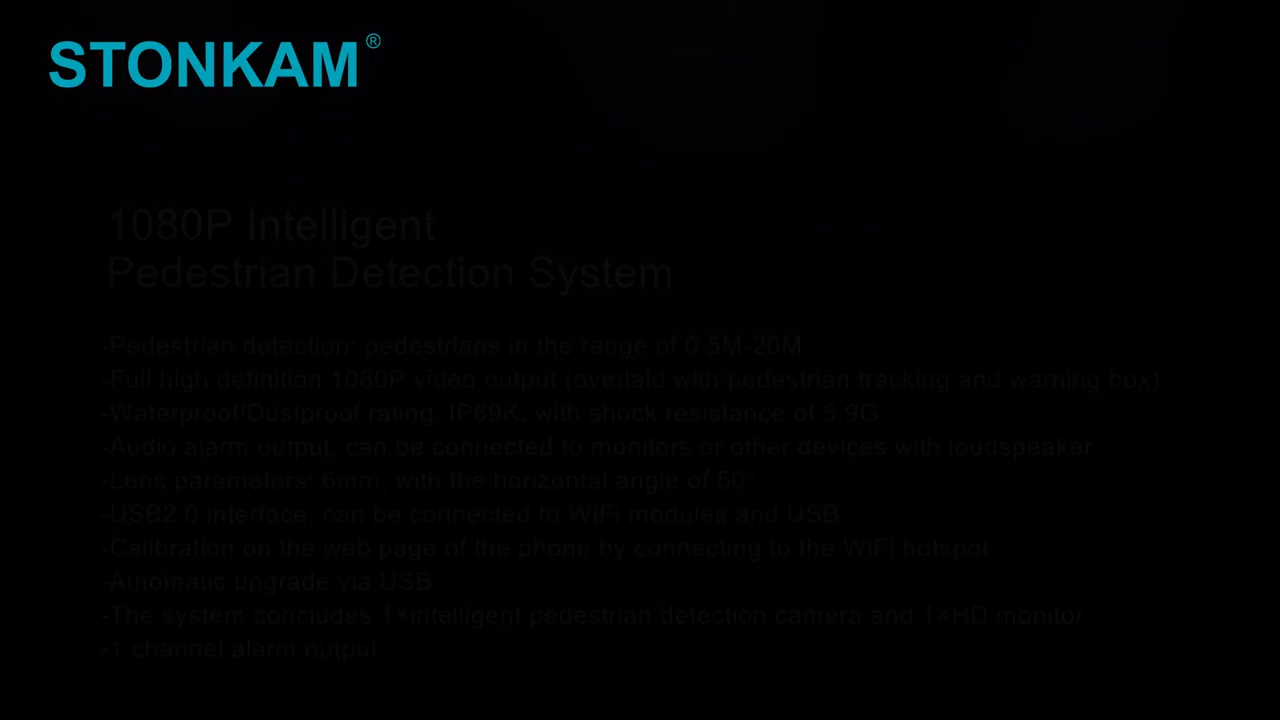 STONKAM®
1080P Intelligent
Pedestrian Detection System
-Pedestrian detection: pedestrians in the range of 0.5M-20M
-Full high definition 1080P video output (overlaid with pedestrian tracking and warning box)
-Waterproof/Dustproof rating: IP69K, with shock resistance of 5.9G
-Audio alarm output, can be connected to monitors or other devices with loudspeaker
-Lens parameters: 6mm, with the horizontal angle of 50°
-USB2.0 interface, can be connected to WiFi modules and USB
-Calibration on the web page of the phone by connecting to the WiFi hotspot
-Automatic upgrade via USB
-The system concludes 1×intelligent pedestrian detection camera and 1×HD monitor
-1 channel alarm output